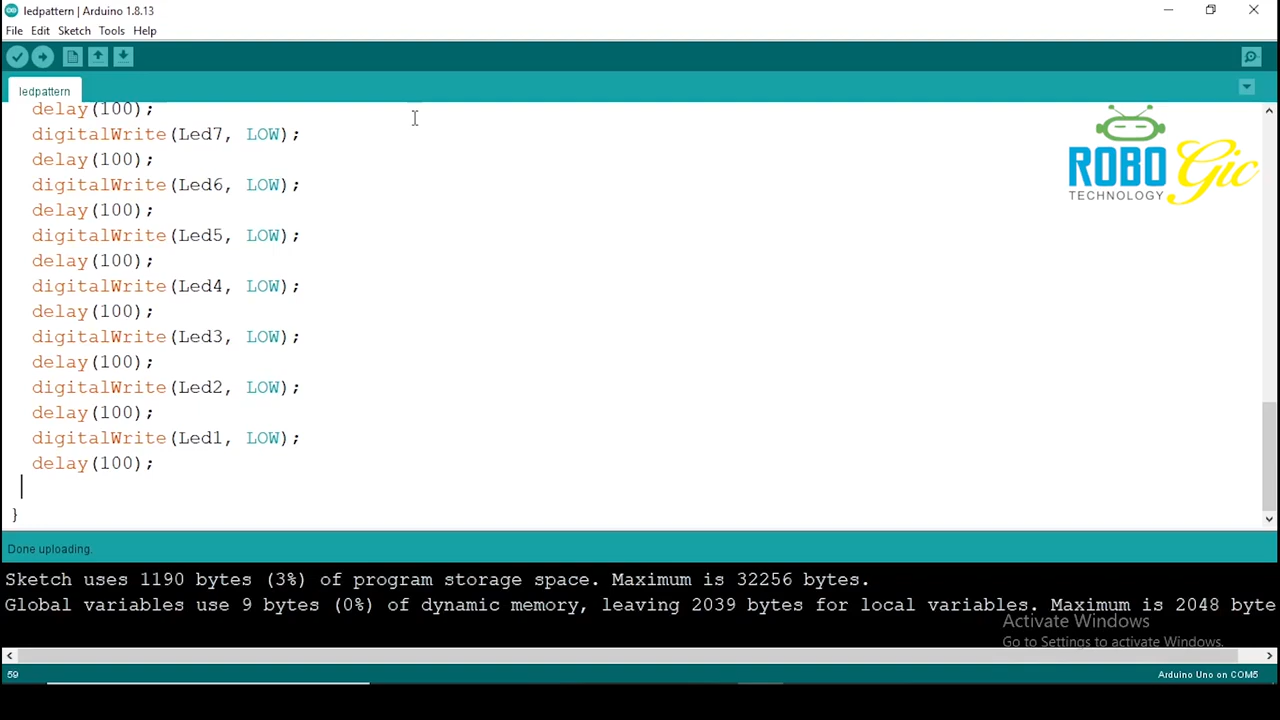 ledpattern | Arduino 1.8.13
File Edit Sketch Tools Help
ledpattern
delay(100);
digitalWrite(Led7, LOW);
delay(100);
digitalWrite(Led6, LOW);
delay(100);
digitalWrite(Led5, LOW);
delay(100);
digitalWrite(Led4, LOW);
delay(100);
digitalWrite(Led3, LOW);
delay(100);
digitalWrite(Led2, LOW);
delay(100);
digitalWrite(Led1, LOW);
delay(100);
}
ROBO Gic
TECHNOLOGY
Done uploading.
Sketch uses 1190 bytes (3%) of program storage space. Maximum is 32256 bytes.
Global variables use 9 bytes (0%) of dynamic memory, leaving 2039 bytes for local variables. Maximum is 2048 byte
Activate Windows
Go to Settings to activate Windows.
59
Arduino Uno on COM5